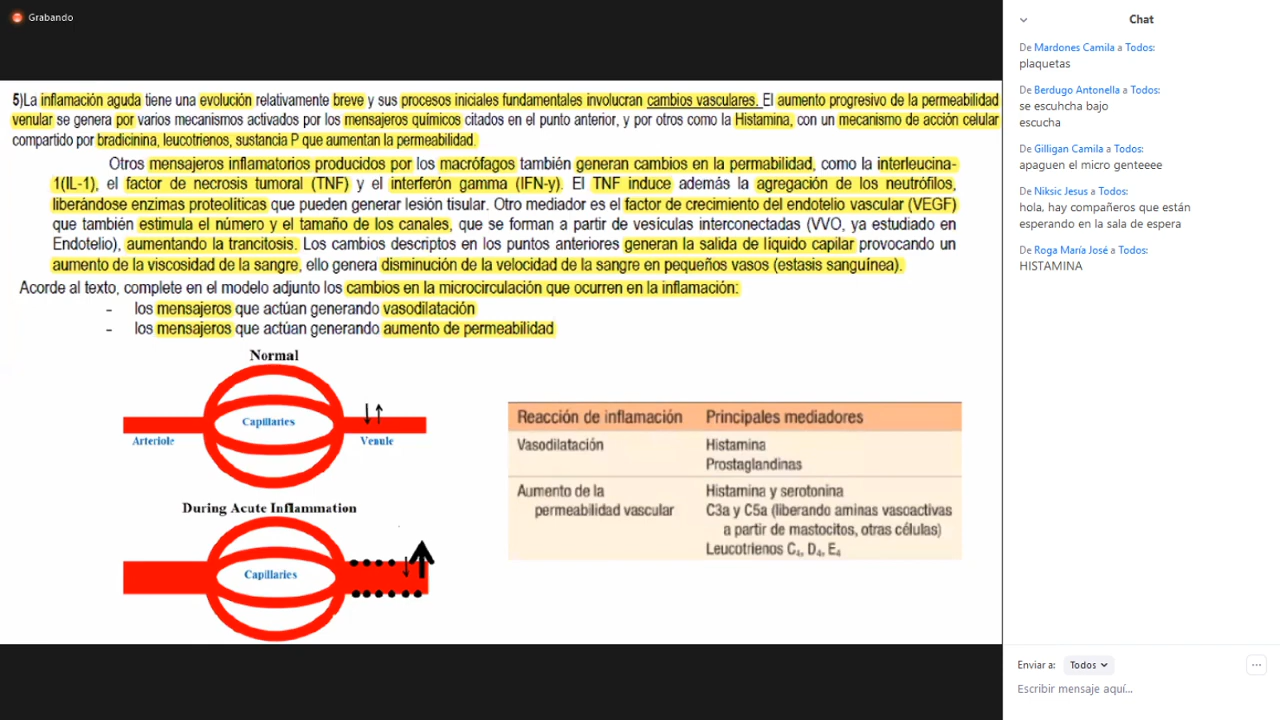 Grabando
5)La inflamación aguda tiene una evolución relativamente breve y sus procesos iniciales fundamentales involucran cambios vasculares. El aumento progresivo de la permeabilidad
venular se genera por varios mecanismos activados por los mensajeros químicos citados en el punto anterior, y por otros como la Histamina, con un mecanismo de acción celular
compartido por bradicinina, leucotrienos, sustancia P que aumentan la permeabilidad.
Otros mensajeros inflamatorios producidos por los macrófagos también generan cambios en la permabilidad, como la interleucina-
1(IL-1), el factor de necrosis tumoral (TNF) y el interferón gamma (IFN-γ). El TNF induce además la agregación de los neutrófilos,
liberándose enzimas proteolíticas que pueden generar lesión tisular. Otro mediador es el factor de crecimiento del endotelio vascular (VEGF)
que también estimula el número y el tamaño de los canales, que se forman a partir de vesículas interconectadas (VVO, ya estudiado en
Endotelio), aumentando la trancitosis. Los cambios descriptos en los puntos anteriores generan la salida de líquido capilar provocando un
aumento de la viscosidad de la sangre, ello genera disminución de la velocidad de la sangre en pequeños vasos (estasis sanguínea).
Acorde al texto, complete en el modelo adjunto los cambios en la microcirculación que ocurren en la inflamación:
- los mensajeros que actúan generando vasodilatación
- los mensajeros que actúan generando aumento de permeabilidad
Normal
Capillaries
Arteriole
Venule
During Acute Inflammation
Capillaries
Reacción de inflamación Principales mediadores
Vasodilatación Histamina
Prostaglandinas
Aumento de la Histamina y serotonina
permeabilidad vascular C3a y C5a (liberando aminas vasoactivas
a partir de mastocitos, otras células)
Leucotrienos C4, D4, E4
Chat
De Mardones Camila a Todos:
plaquetas
De Berdugo Antonella a Todos:
se escuhcha bajo
escucha
De Gilligan Camila a Todos:
apaguen el micro genteeee
De Niksic Jesus a Todos:
hola, hay compañeros que están
esperando en la sala de espera
De Roga María José a Todos:
HISTAMINA
Enviar a: Todos
Escribir mensaje aquí...